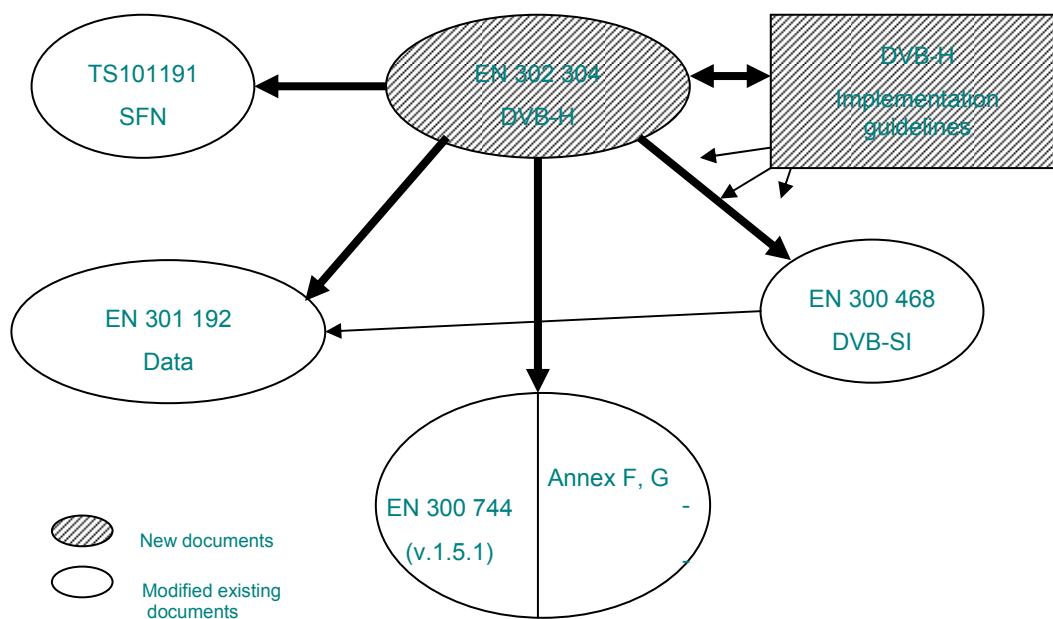 TS101191
SFN
EN 302 304
DVB-H
DVB-H
Implementation
guidelines
EN 301 192
Data
EN 300 468
DVB-SI
EN 300 744
(v.1.5.1)
Annex F, G
-
-
New documents
Modified existing
documents